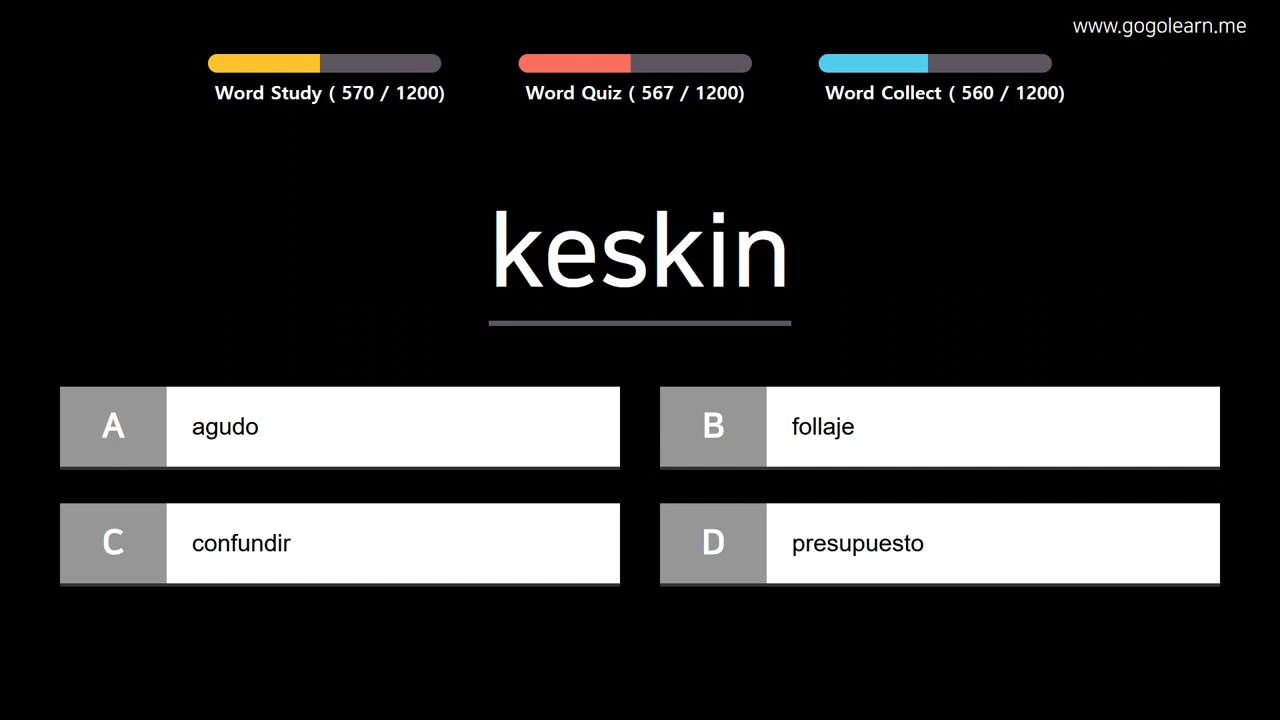 www.gogolearn.me
Word Study ( 570 / 1200)
Word Quiz ( 567 / 1200)
Word Collect ( 560 / 1200)
keskin
A
agudo
B
follaje
C
confundir
D
presupuesto